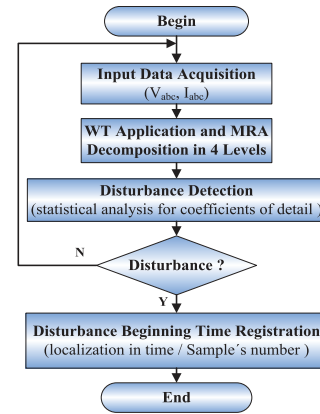 Begin
Input Data Acquisition
(Vabc, Iabc)
WT Application and MRA
Decomposition in 4 Levels
Disturbance Detection
(statistical analysis for coefficients of detail )
N
Disturbance ?
Y
Disturbance Beginning Time Registration
(localization in time / Sample´s number )
End